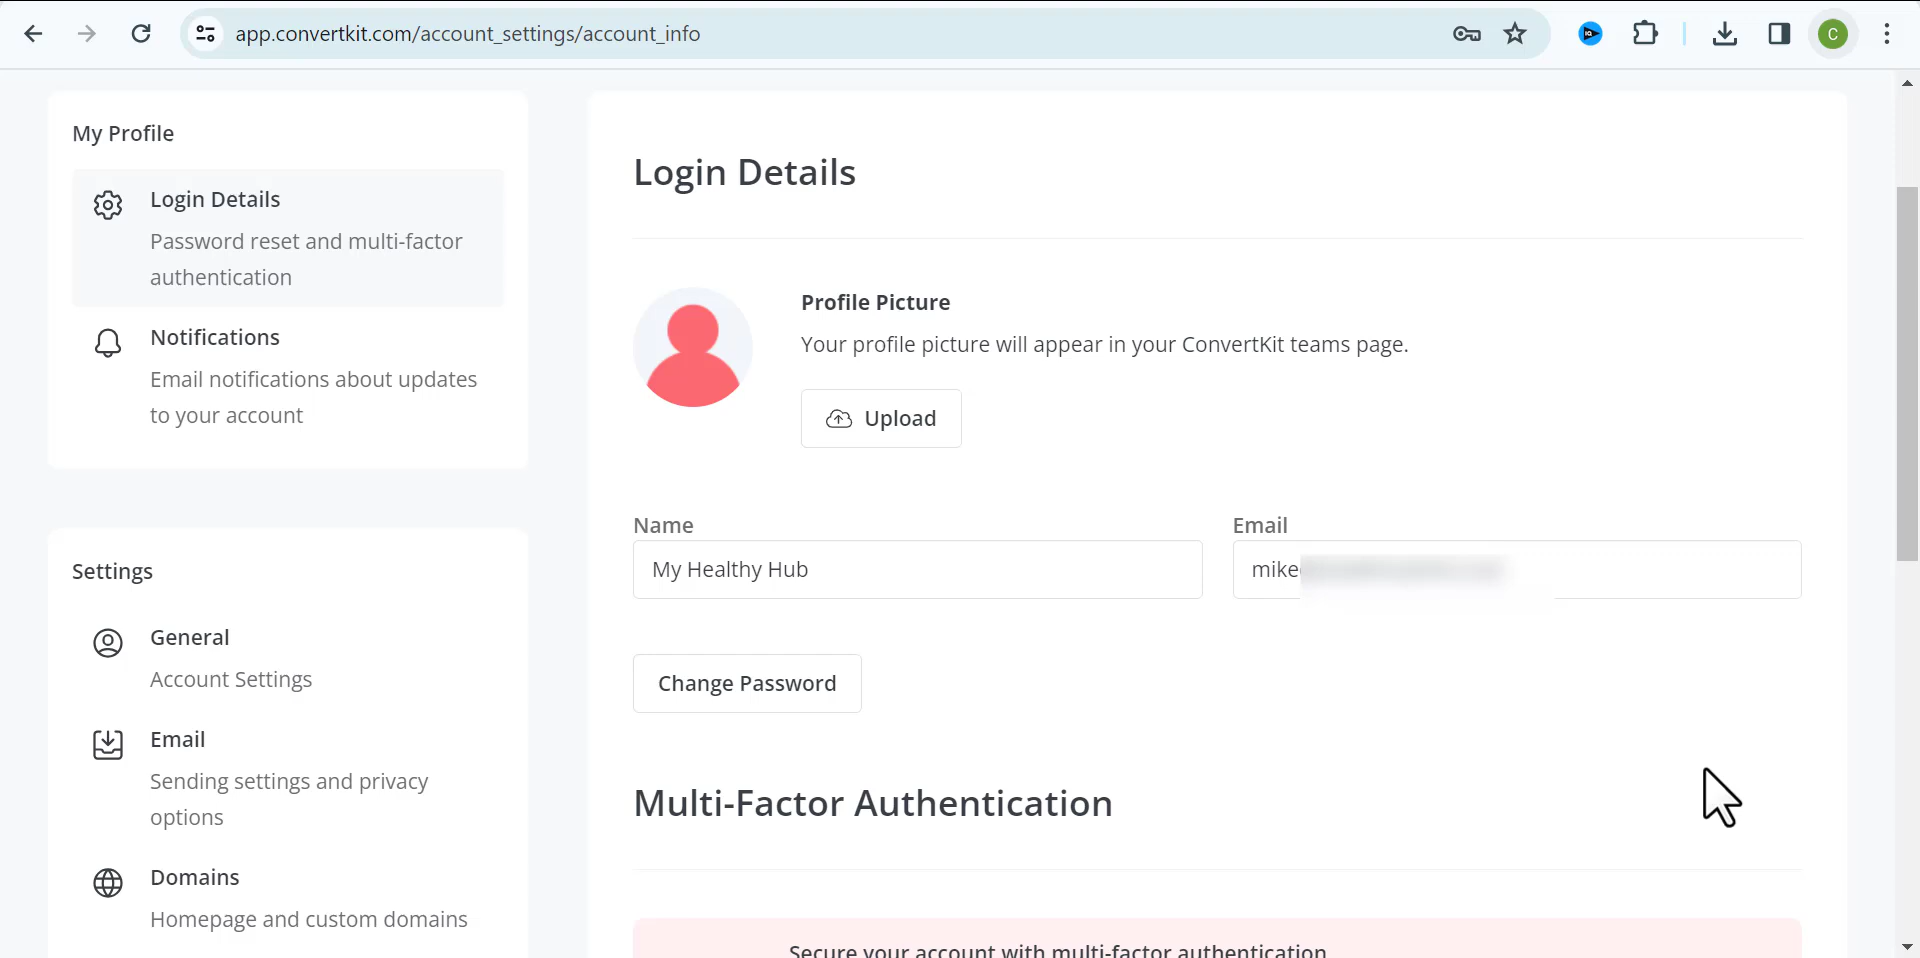 app.convertkit.com/account_settings/account_info
C
My Profile
Login Details
Password reset and multi-factor
authentication
Notifications
Email notifications about updates
to your account
Settings
General
Account Settings
Email
Sending settings and privacy
options
Domains
Homepage and custom domains
Login Details
Profile Picture
Your profile picture will appear in your ConvertKit teams page.
Upload
Name
My Healthy Hub
Email
mike
Change Password
Multi-Factor Authentication
Secure your account with multi-factor authentication